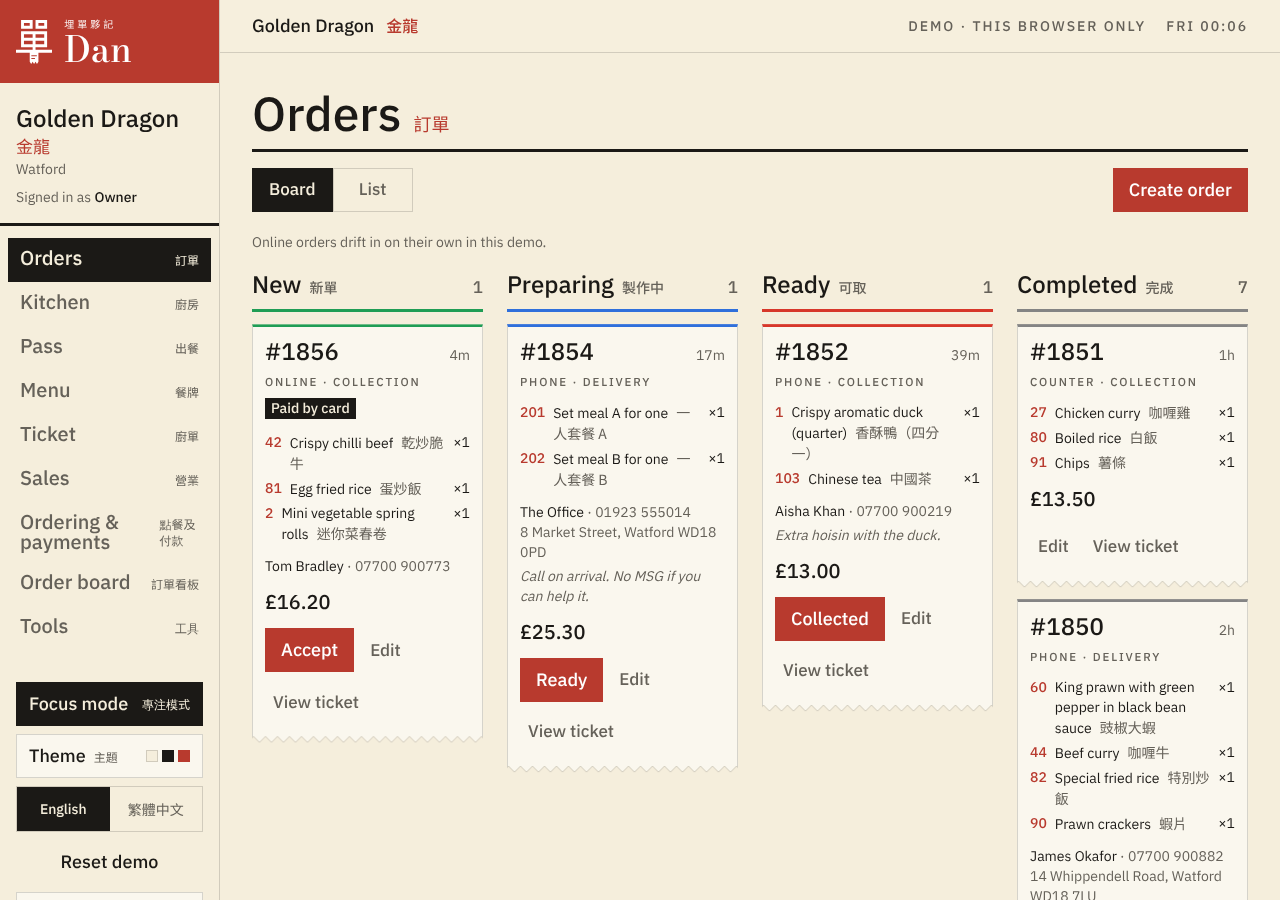 單 埋單夥記
Dan
Golden Dragon
金龍
Watford
Signed in as Owner
Orders 訂單
Kitchen 廚房
Pass 出餐
Menu 餐牌
Ticket 廚單
Sales 營業
Ordering & payments 點餐及付款
Order board 訂單看板
Tools 工具
Focus mode 專注模式
Theme 主題
English 繁體中文
Reset demo
Golden Dragon 金龍
DEMO · THIS BROWSER ONLY FRI 00:06
Orders 訂單
Board List
Create order
Online orders drift in on their own in this demo.
New 新單 1
#1856 4m
ONLINE · COLLECTION
Paid by card
42 Crispy chilli beef 乾炒脆 ×1
牛
81 Egg fried rice 蛋炒飯 ×1
2 Mini vegetable spring ×1
rolls 迷你菜春卷
Tom Bradley · 07700 900773
£16.20
Accept Edit
View ticket
Preparing 製作中 1
#1854 17m
PHONE · DELIVERY
201 Set meal A for one 一 ×1
人套餐 A
202 Set meal B for one 一 ×1
人套餐 B
The Office · 01923 555014
8 Market Street, Watford WD18
0PD
Call on arrival. No MSG if you
can help it.
£25.30
Ready Edit
View ticket
Ready 可取 1
#1852 39m
PHONE · COLLECTION
1 Crispy aromatic duck ×1
(quarter) 香酥鴨（四分
一）
103 Chinese tea 中國茶 ×1
Aisha Khan · 07700 900219
Extra hoisin with the duck.
£13.00
Collected Edit
View ticket
Completed 完成 7
#1851 1h
COUNTER · COLLECTION
27 Chicken curry 咖喱雞 ×1
80 Boiled rice 白飯 ×1
91 Chips 薯條 ×1
£13.50
Edit View ticket
#1850 2h
PHONE · DELIVERY
60 King prawn with green ×1
pepper in black bean
sauce 豉椒大蝦
44 Beef curry 咖喱牛 ×1
82 Special fried rice 特別炒 ×1
飯
90 Prawn crackers 蝦片 ×1
James Okafor · 07700 900882
14 Whippendell Road, Watford
WD18 7LU